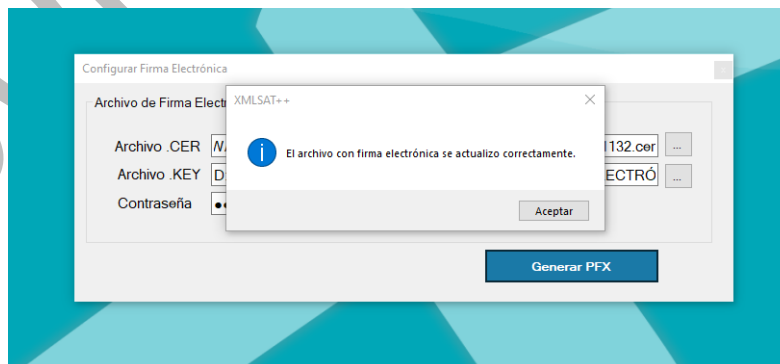 Configurar Firma Electrónica
Archivo de Firma Elect
XMLSAT++
El archivo con firma electrónica se actualizo correctamente.
Archivo .CER
1132.cer
...
Archivo .KEY
D
ECTRÓ
...
Contraseña
Aceptar
Generar PFX